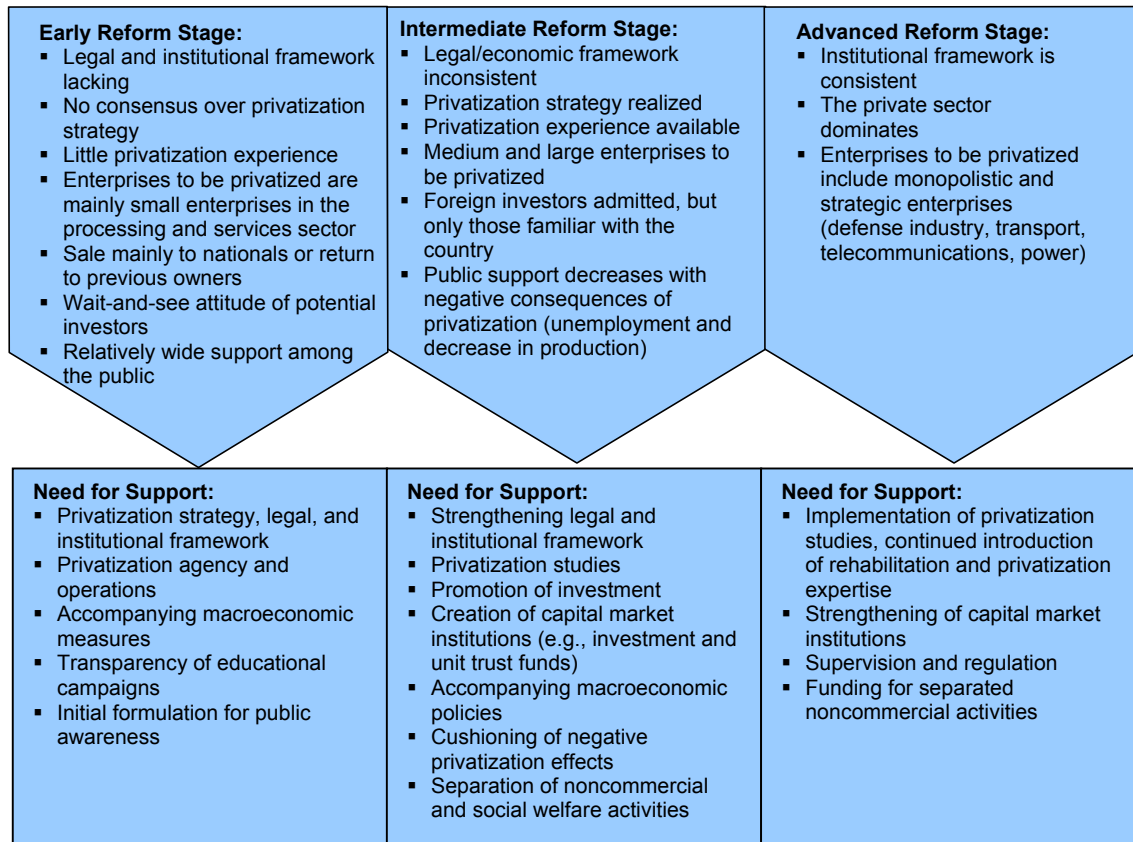 Early Reform Stage:
▪ Legal and institutional framework
lacking
▪ No consensus over privatization
strategy
▪ Little privatization experience
▪ Enterprises to be privatized are
mainly small enterprises in the
processing and services sector
▪ Sale mainly to nationals or return
to previous owners
▪ Wait-and-see attitude of potential
investors
▪ Relatively wide support among
the public
Intermediate Reform Stage:
▪ Legal/economic framework
inconsistent
▪ Privatization strategy realized
▪ Privatization experience available
▪ Medium and large enterprises to
be privatized
▪ Foreign investors admitted, but
only those familiar with the
country
▪ Public support decreases with
negative consequences of
privatization (unemployment and
decrease in production)
Advanced Reform Stage:
▪ Institutional framework is
consistent
▪ The private sector
dominates
▪ Enterprises to be privatized
include monopolistic and
strategic enterprises
(defense industry, transport,
telecommunications, power)
Need for Support:
▪ Privatization strategy, legal, and
institutional framework
▪ Privatization agency and
operations
▪ Accompanying macroeconomic
measures
▪ Transparency of educational
campaigns
▪ Initial formulation for public
awareness
Need for Support:
▪ Strengthening legal and
institutional framework
▪ Privatization studies
▪ Promotion of investment
▪ Creation of capital market
institutions (e.g., investment and
unit trust funds)
▪ Accompanying macroeconomic
policies
▪ Cushioning of negative
privatization effects
▪ Separation of noncommercial
and social welfare activities
Need for Support:
▪ Implementation of privatization
studies, continued introduction
of rehabilitation and privatization
expertise
▪ Strengthening of capital market
institutions
▪ Supervision and regulation
▪ Funding for separated
noncommercial activities